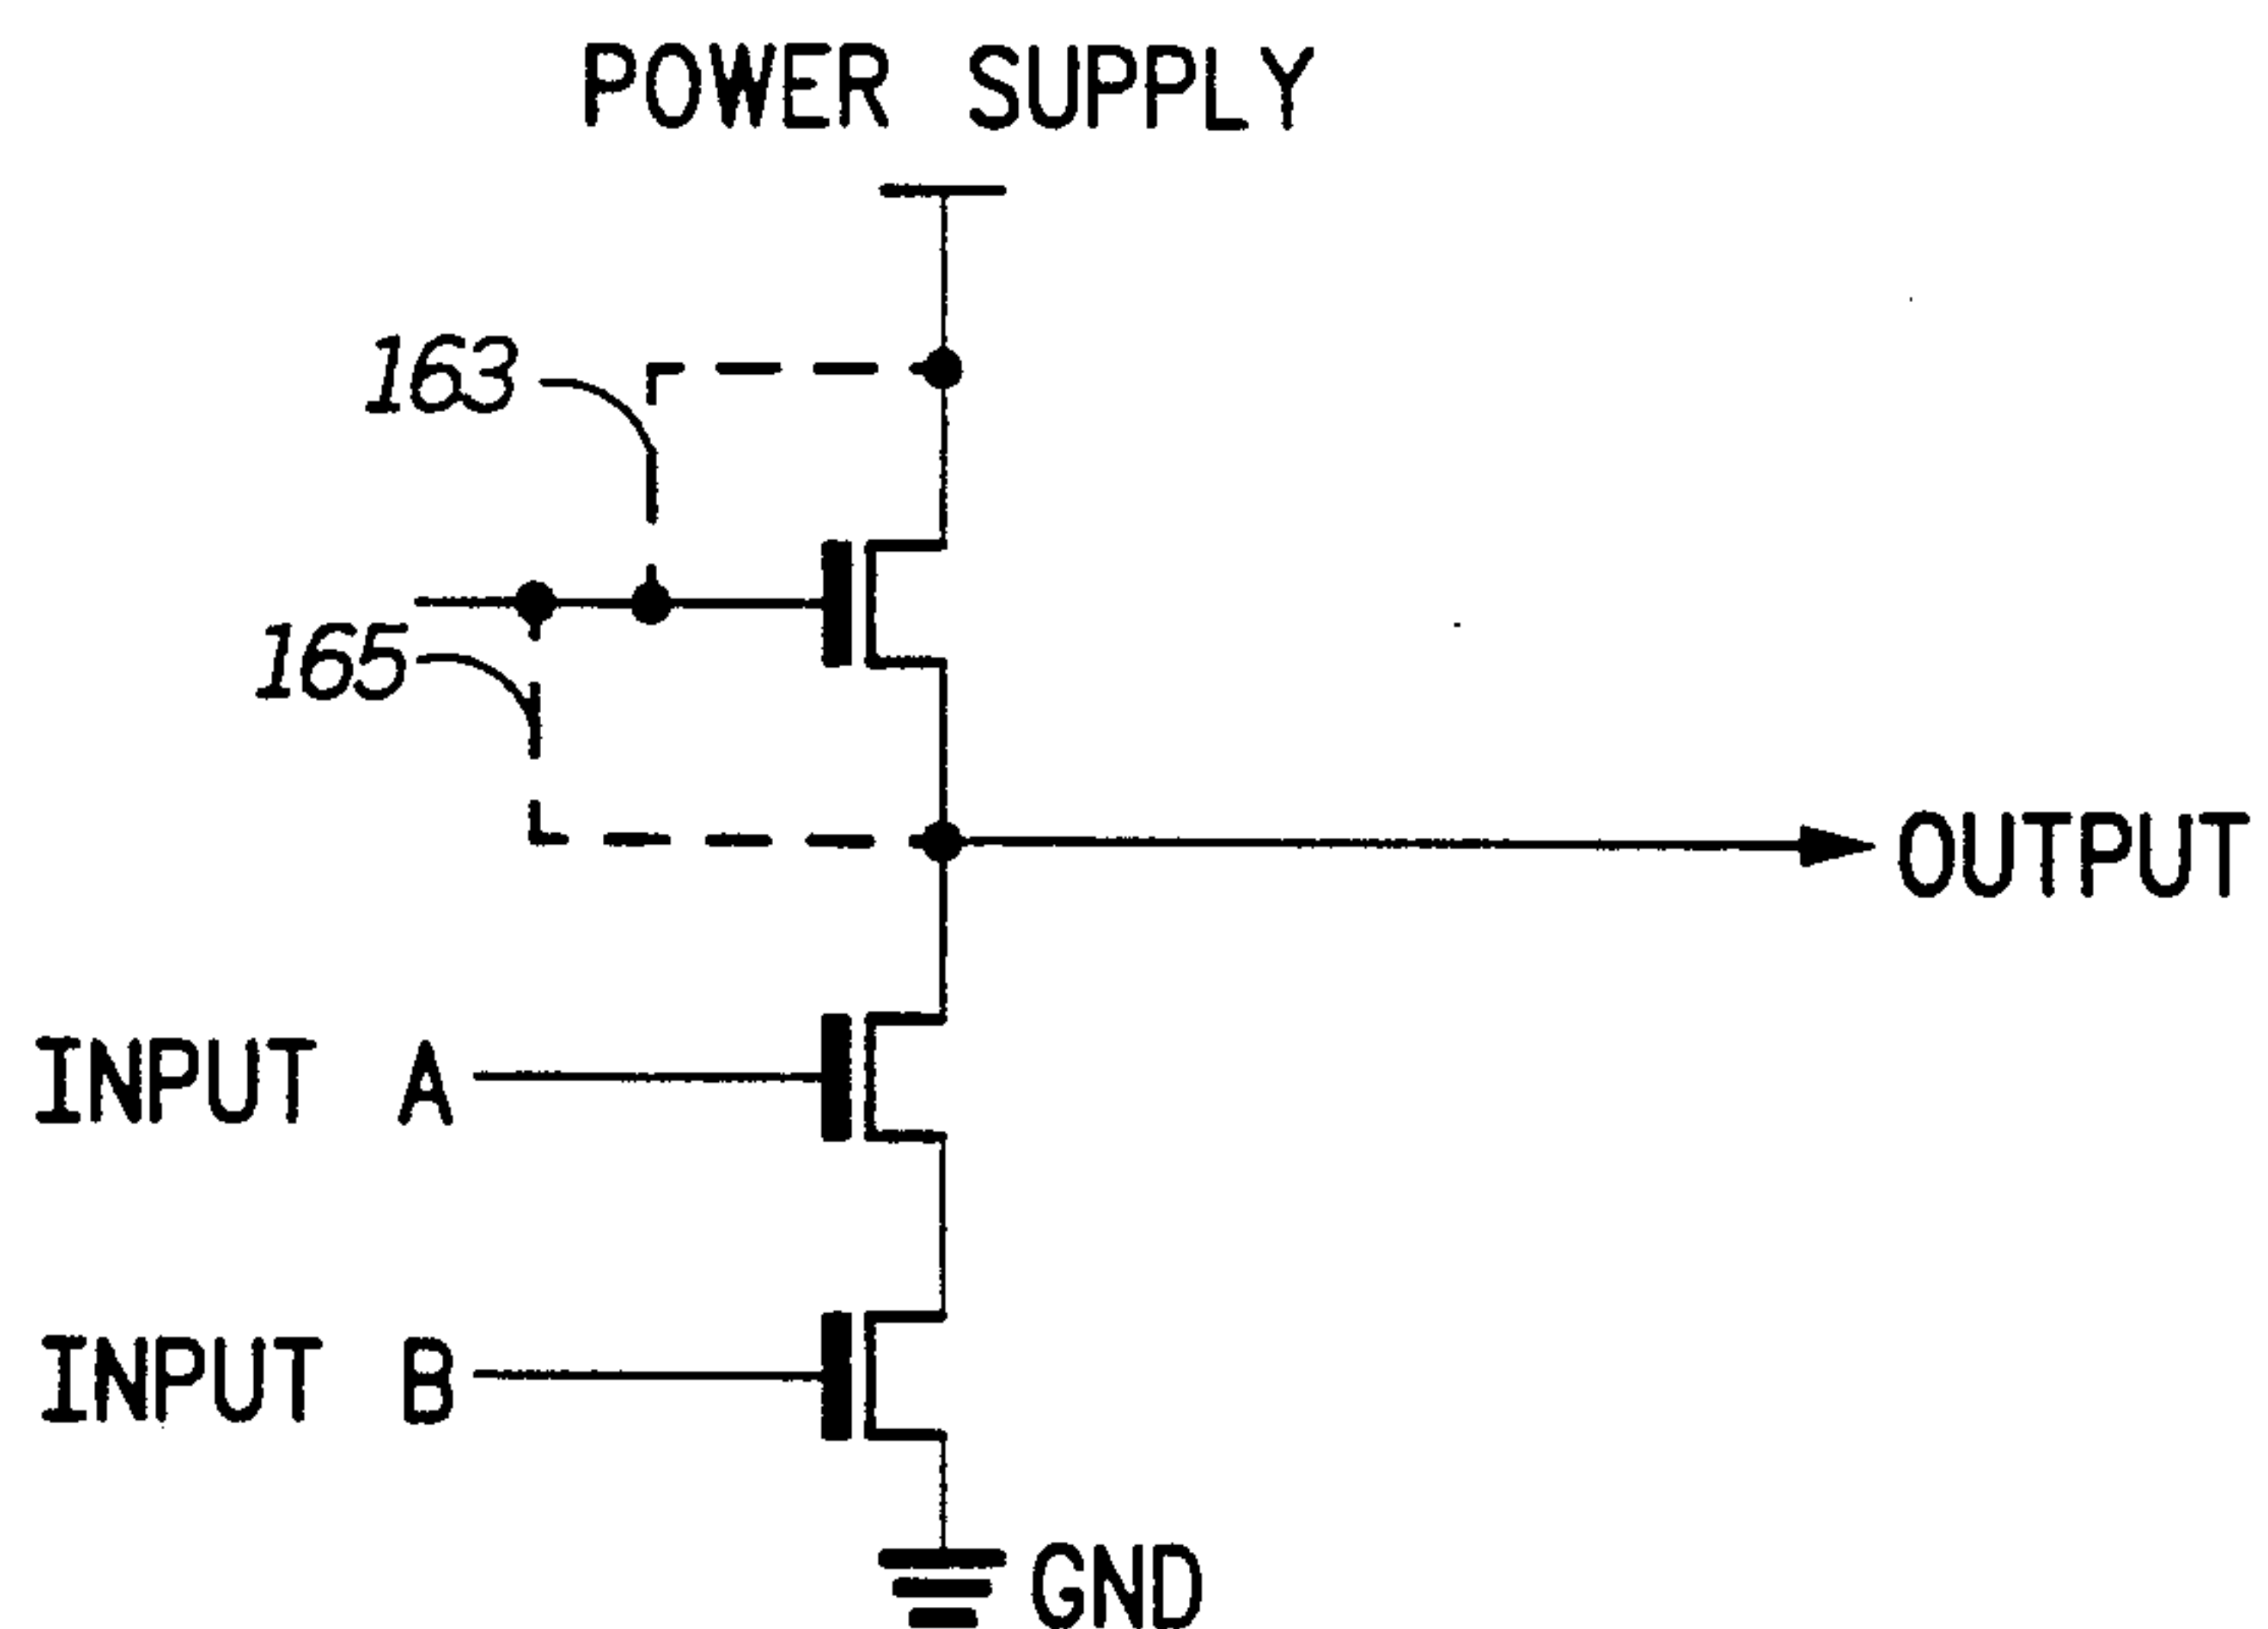 POWER SUPPLY
163
165
OUTPUT
INPUT A
INPUT B
GND